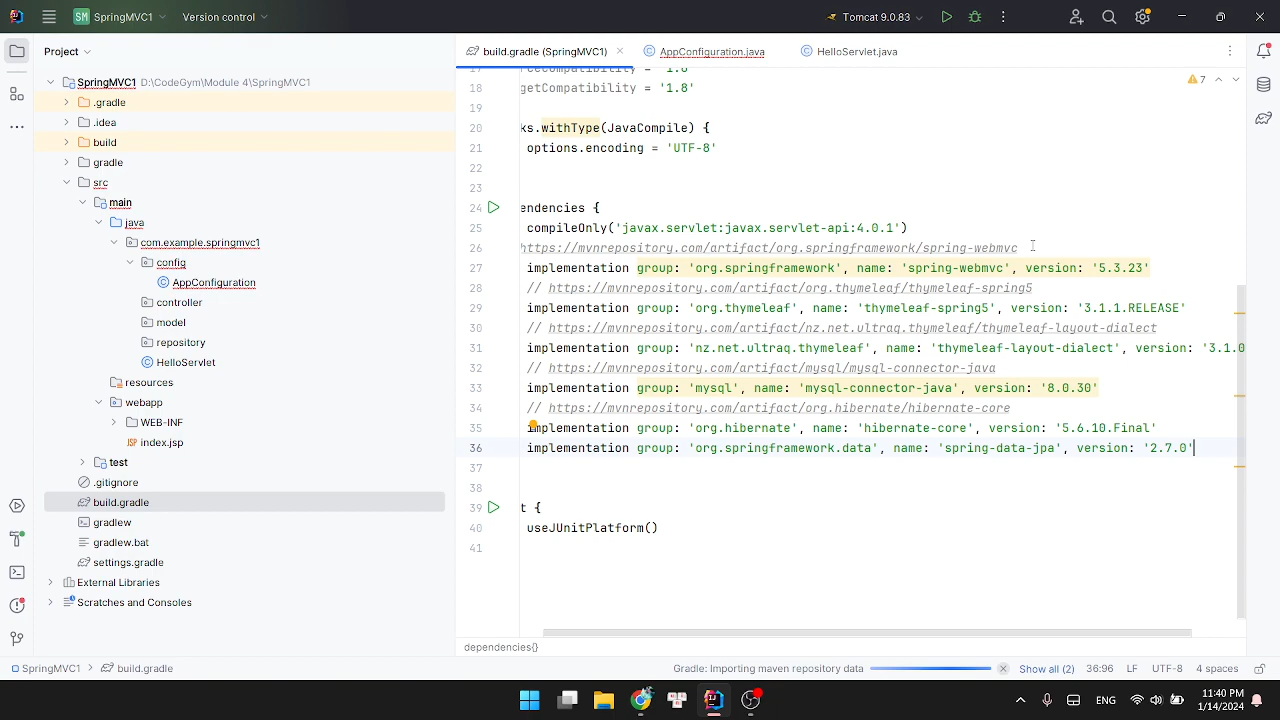 SM SpringMVC1 Version control Tomcat 9.0.83
Project build.gradle (SpringMVC1) AppConfiguration.java HelloServlet.java
SpringMVC1 D:\CodeGym\Module 4\SpringMVC1
.gradle
.idea
build
gradle
src
main
java
com.example.springmvc1
config
AppConfiguration
controller
model
repository
HelloServlet
resources
webapp
WEB-INF
index.jsp
test
.gitignore
build.gradle
gradlew
gradlew.bat
settings.gradle
External Libraries
Scratches and Consoles
7
17 rceCompatibility = '1.8'
18 getCompatibility = '1.8'
19
20 ks.withType(JavaCompile) {
21 options.encoding = 'UTF-8'
22
23
24 endencies {
25 compileOnly('javax.servlet:javax.servlet-api:4.0.1')
26 https://mvnrepository.com/artifact/org.springframework/spring-webmvc
27 implementation group: 'org.springframework', name: 'spring-webmvc', version: '5.3.23'
28 // https://mvnrepository.com/artifact/org.thymeleaf/thymeleaf-spring5
29 implementation group: 'org.thymeleaf', name: 'thymeleaf-spring5', version: '3.1.1.RELEASE'
30 // https://mvnrepository.com/artifact/nz.net.ultraq.thymeleaf/thymeleaf-layout-dialect
31 implementation group: 'nz.net.ultraq.thymeleaf', name: 'thymeleaf-layout-dialect', version: '3.1.0
32 // https://mvnrepository.com/artifact/mysql/mysql-connector-java
33 implementation group: 'mysql', name: 'mysql-connector-java', version: '8.0.30'
34 // https://mvnrepository.com/artifact/org.hibernate/hibernate-core
35 implementation group: 'org.hibernate', name: 'hibernate-core', version: '5.6.10.Final'
36 implementation group: 'org.springframework.data', name: 'spring-data-jpa', version: '2.7.0'
37
38
39 t {
40 useJUnitPlatform()
41
dependencies{}
SpringMVC1 build.gradle Gradle: Importing maven repository data Show all (2) 36:96 LF UTF-8 4 spaces
ENG 11:40 PM
1/14/2024